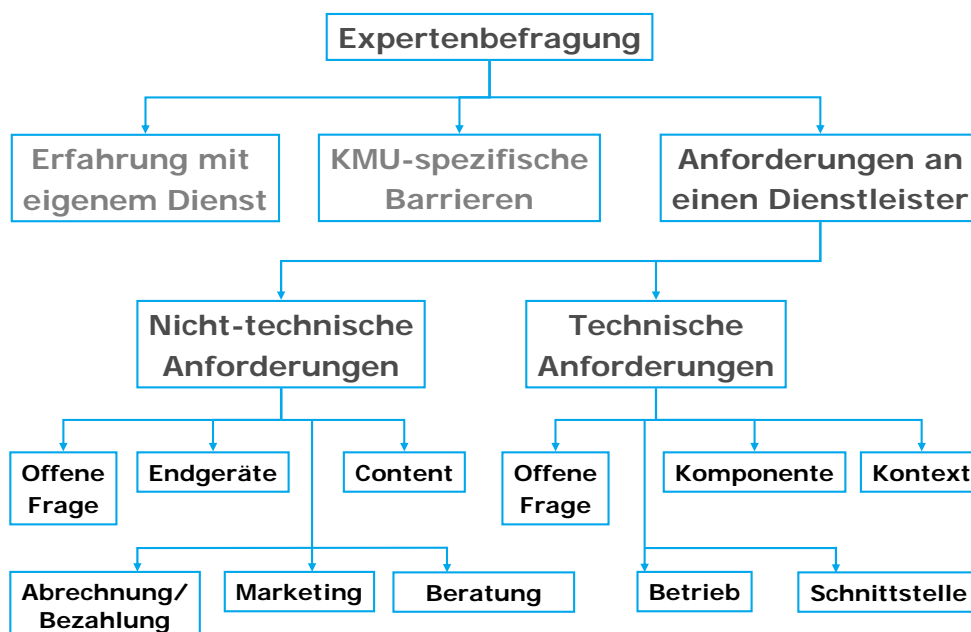 Expertenbefragung
Erfahrung mit
eigenem Dienst
KMU-spezifische
Barrieren
Anforderungen an
einen Dienstleister
Nicht-technische
Anforderungen
Technische
Anforderungen
Offene
Frage
Endgeräte
Content
Offene
Frage
Komponente
Kontext
Abrechnung/
Bezahlung
Marketing
Beratung
Betrieb
Schnittstelle